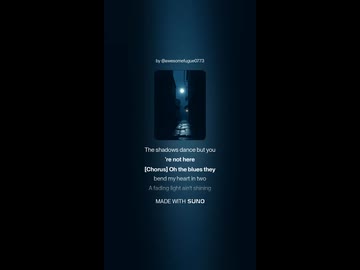 by @awesomefugue0773
The shadows dance but you
're not here
[Chorus] Oh the blues they
bend my heart in two
A fading light ain't shining
MADE WITH SUNO